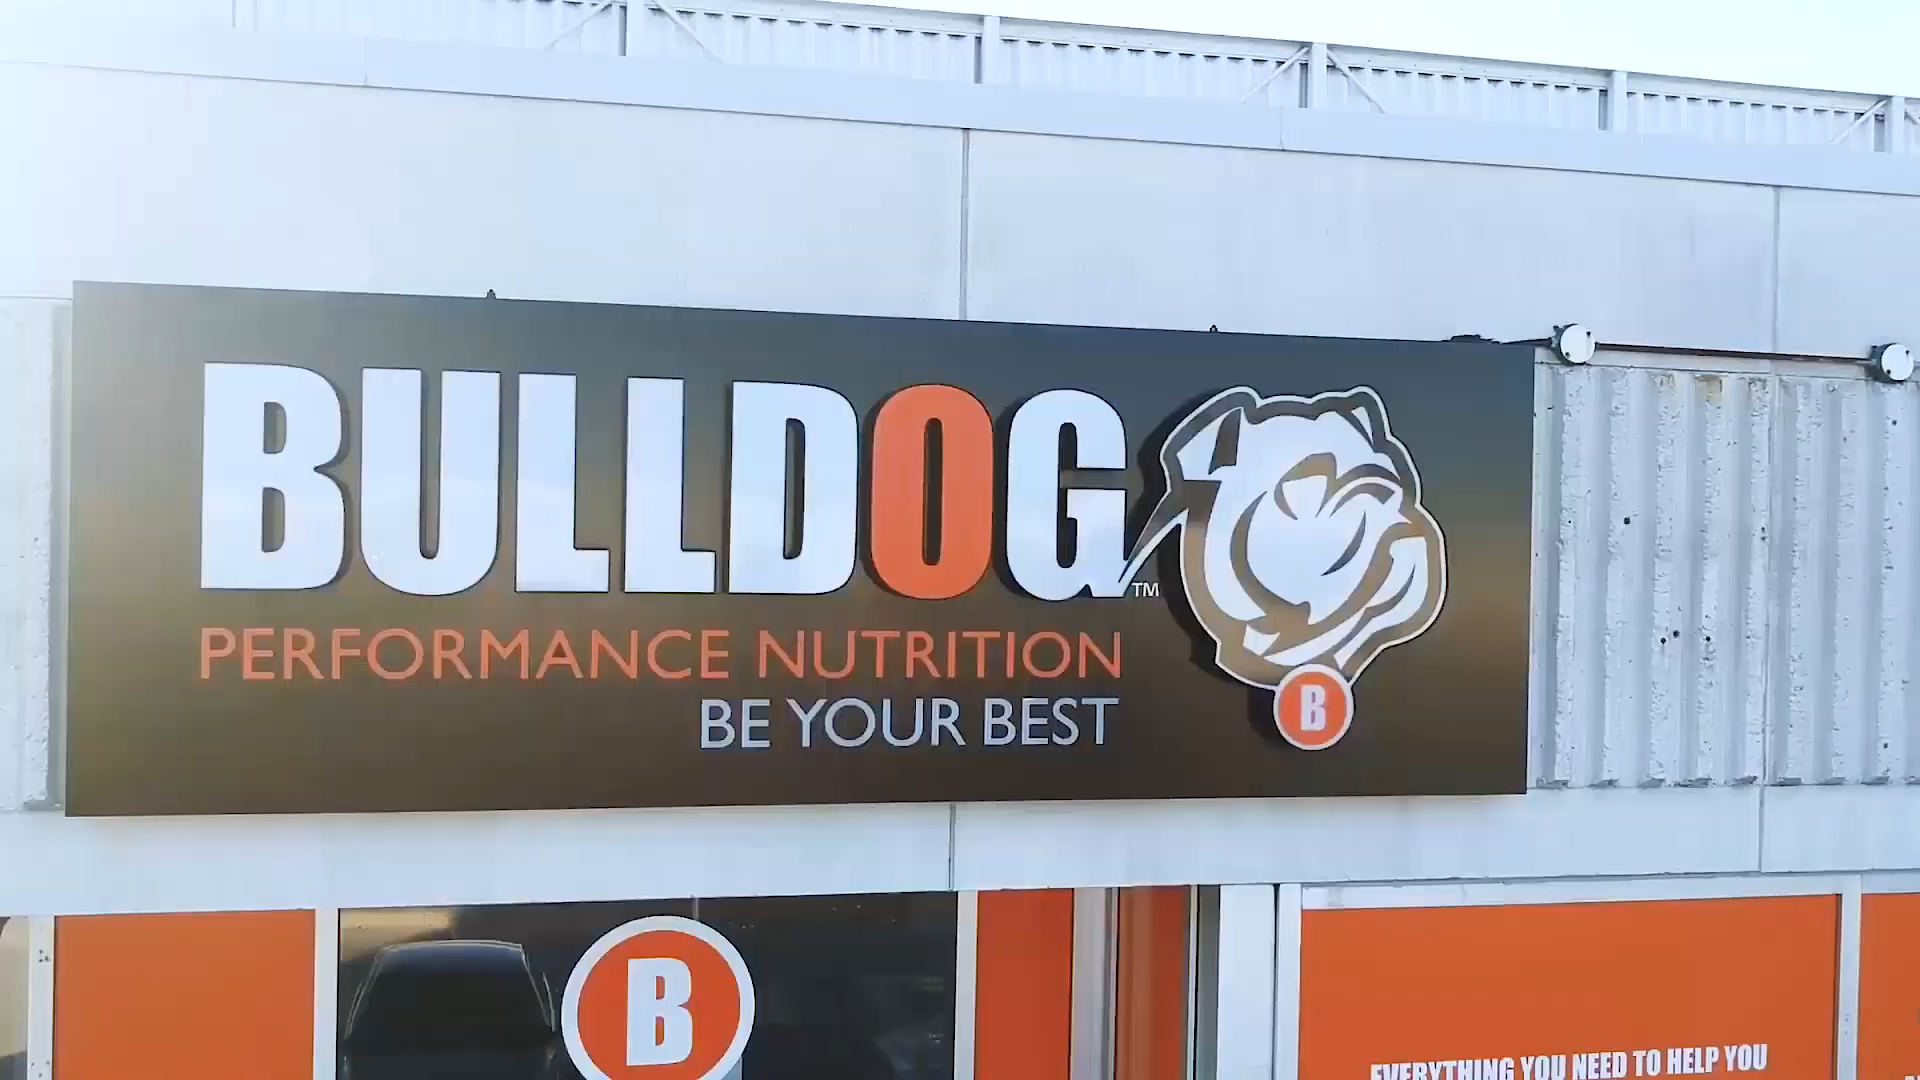 BULLDOG
TM
PERFORMANCE NUTRITION
BE YOUR BEST
B
B
EVERYTHING YOU NEED TO HELP YOU